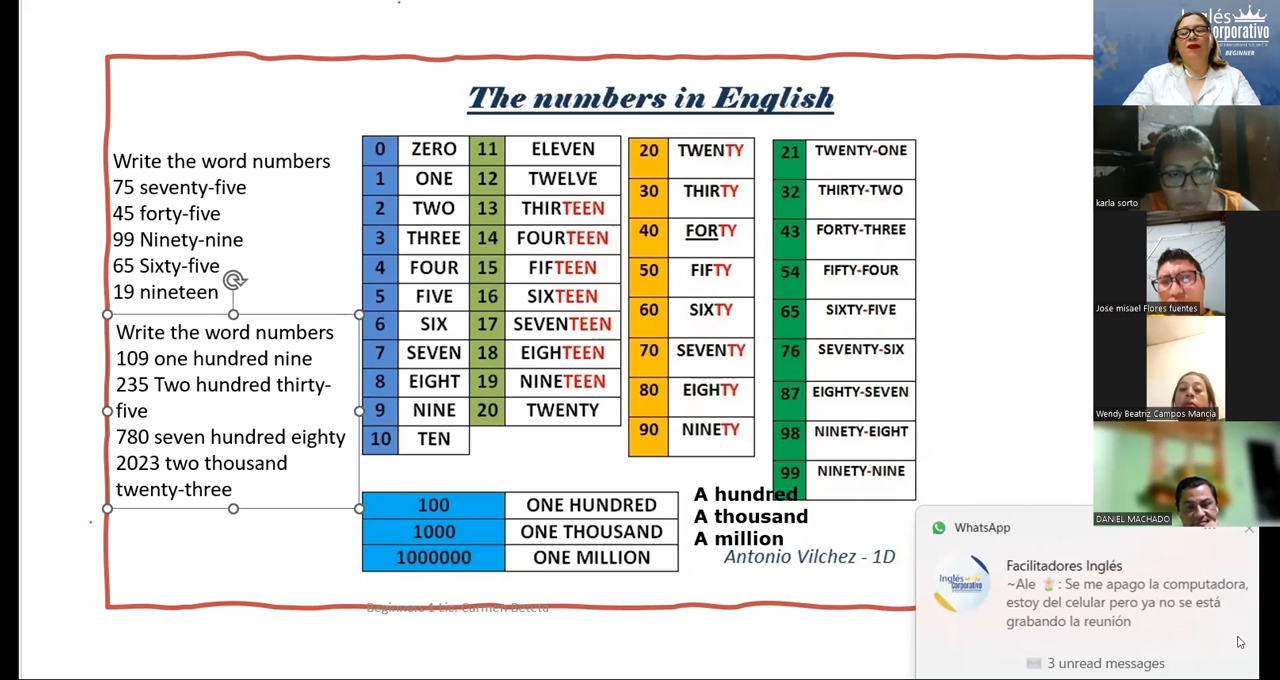 The numbers in English
Write the word numbers
75 seventy-five
45 forty-five
99 Ninety-nine
65 Sixty-five
19 nineteen
Write the word numbers
109 one hundred nine
235 Two hundred thirty-
five
780 seven hundred eighty
2023 two thousand
twenty-three
0 ZERO 11 ELEVEN
1 ONE 12 TWELVE
2 TWO 13 THIRTEEN
3 THREE 14 FOURTEEN
4 FOUR 15 FIFTEEN
5 FIVE 16 SIXTEEN
6 SIX 17 SEVENTEEN
7 SEVEN 18 EIGHTEEN
8 EIGHT 19 NINETEEN
9 NINE 20 TWENTY
10 TEN
20 TWENTY
30 THIRTY
40 FORTY
50 FIFTY
60 SIXTY
70 SEVENTY
80 EIGHTY
90 NINETY
21 TWENTY-ONE
32 THIRTY-TWO
43 FORTY-THREE
54 FIFTY-FOUR
65 SIXTY-FIVE
76 SEVENTY-SIX
87 EIGHTY-SEVEN
98 NINETY-EIGHT
99 NINETY-NINE
100 ONE HUNDRED
1000 ONE THOUSAND
1000000 ONE MILLION
A hundred
A thousand
A million
Antonio Vilchez - 1D
Beginners 1 Lic. Carmen Beteta
Inglés
Corporativo
BEGINNER
karla sorto
Jose misael Flores fuentes
Wendy Beatriz Campos Mancia
DANIEL MACHADO
WhatsApp
Inglés
Corporativo
Facilitadores Inglés
~Ale : Se me apago la computadora,
estoy del celular pero ya no se está
grabando la reunión
3 unread messages